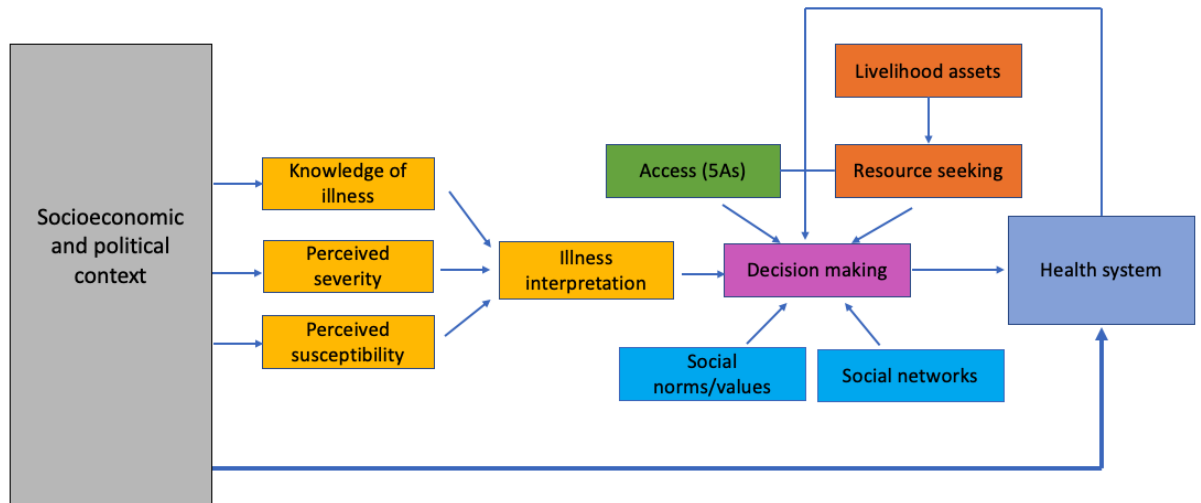 Socioeconomic
and political
context
Knowledge of
illness
Perceived
severity
Perceived
susceptibility
Illness
interpretation
Access (5As)
Livelihood assets
Resource seeking
Decision making
Social
norms/values
Social networks
Health system